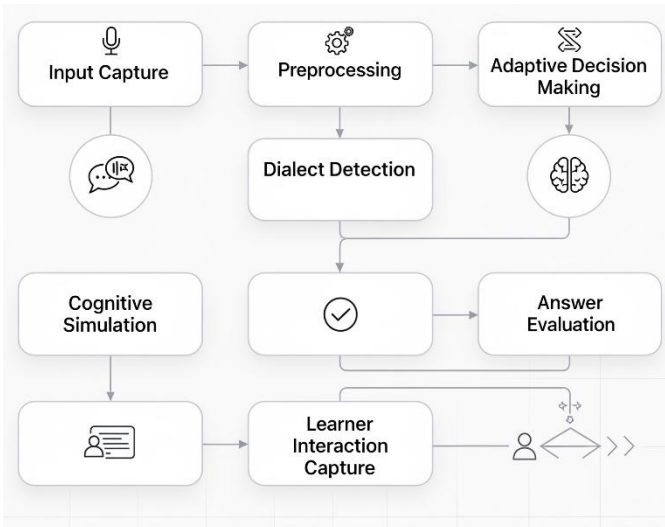 Input Capture
Preprocessing
Adaptive Decision
Making
Dialect Detection
Cognitive
Simulation
Answer
Evaluation
Learner
Interaction
Capture